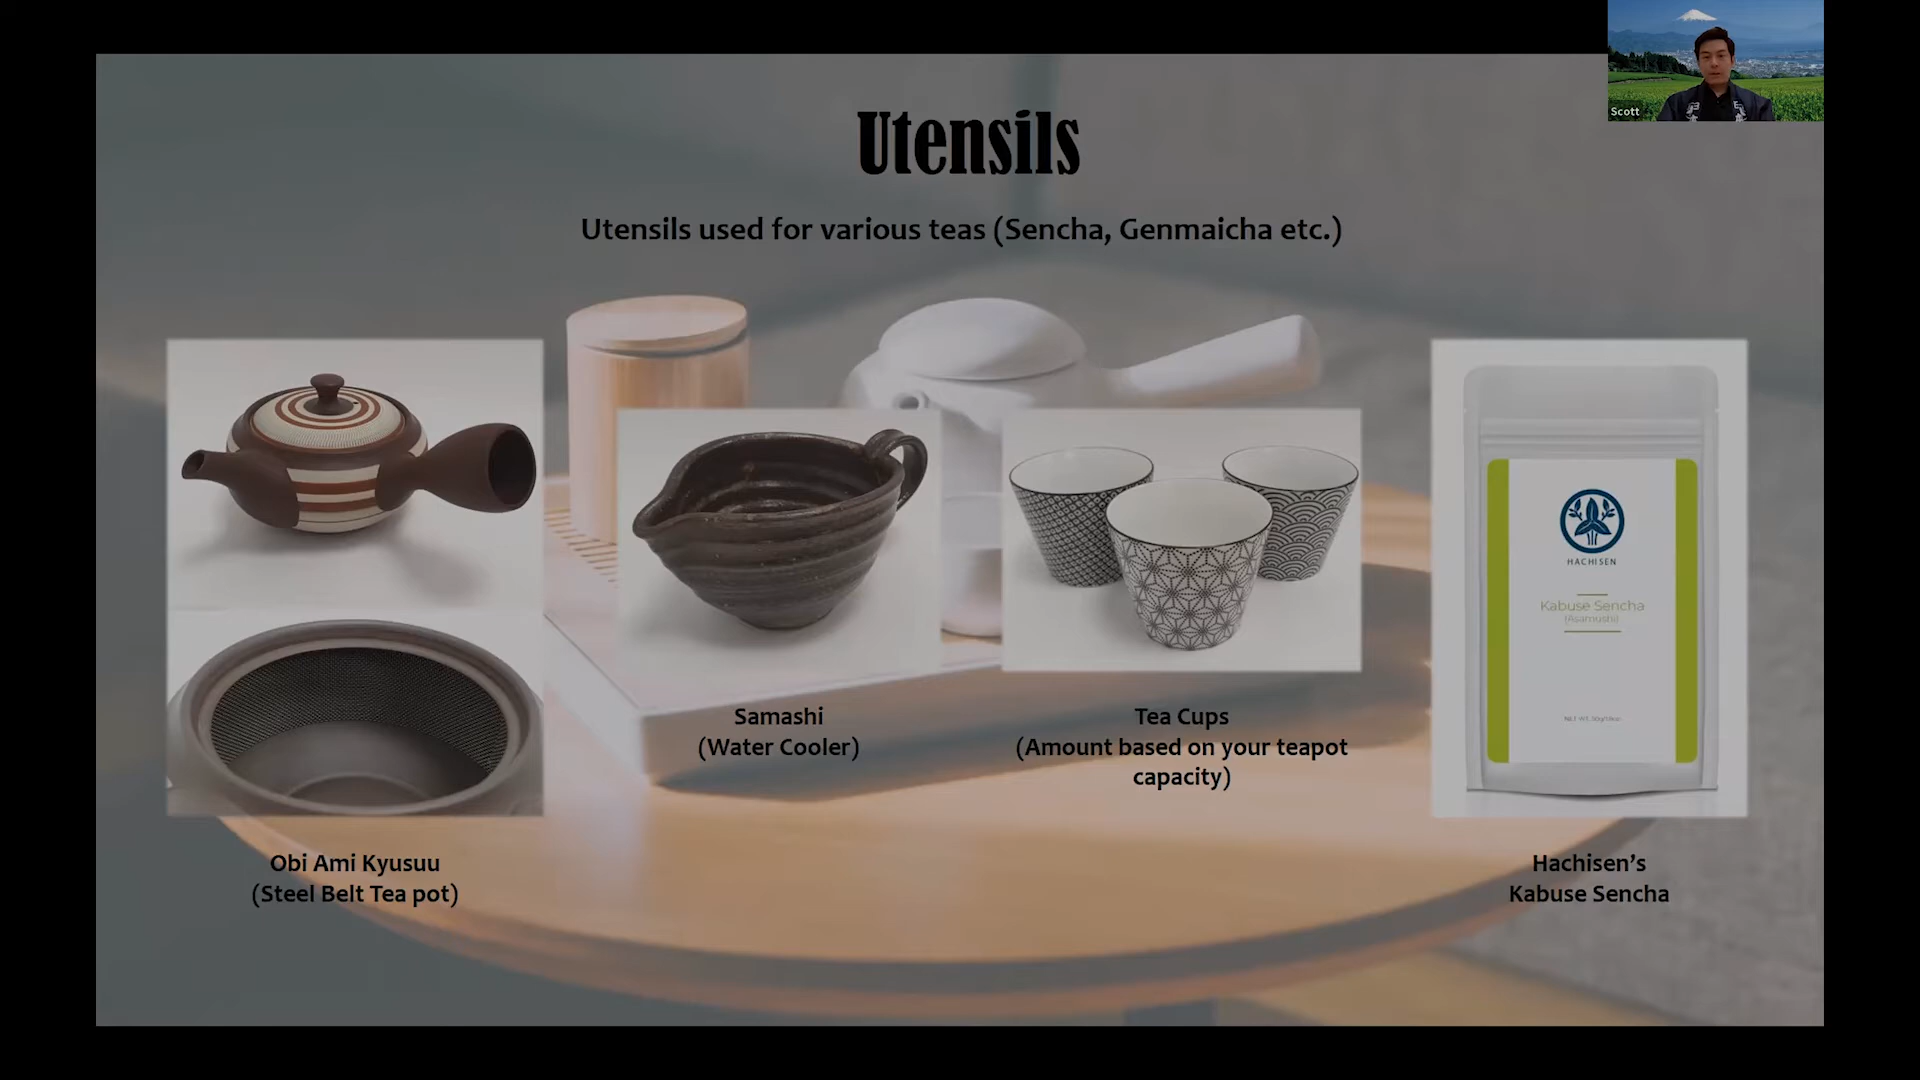 Scott
Utensils
Utensils used for various teas (Sencha, Genmaicha etc.)
HACHISEN
Kabuse Sencha
(Asamushi)
Samashi
(Water Cooler)
Tea Cups
(Amount based on your teapot
capacity)
Obi Ami Kyusuu
(Steel Belt Tea pot)
Hachisen's
Kabuse Sencha